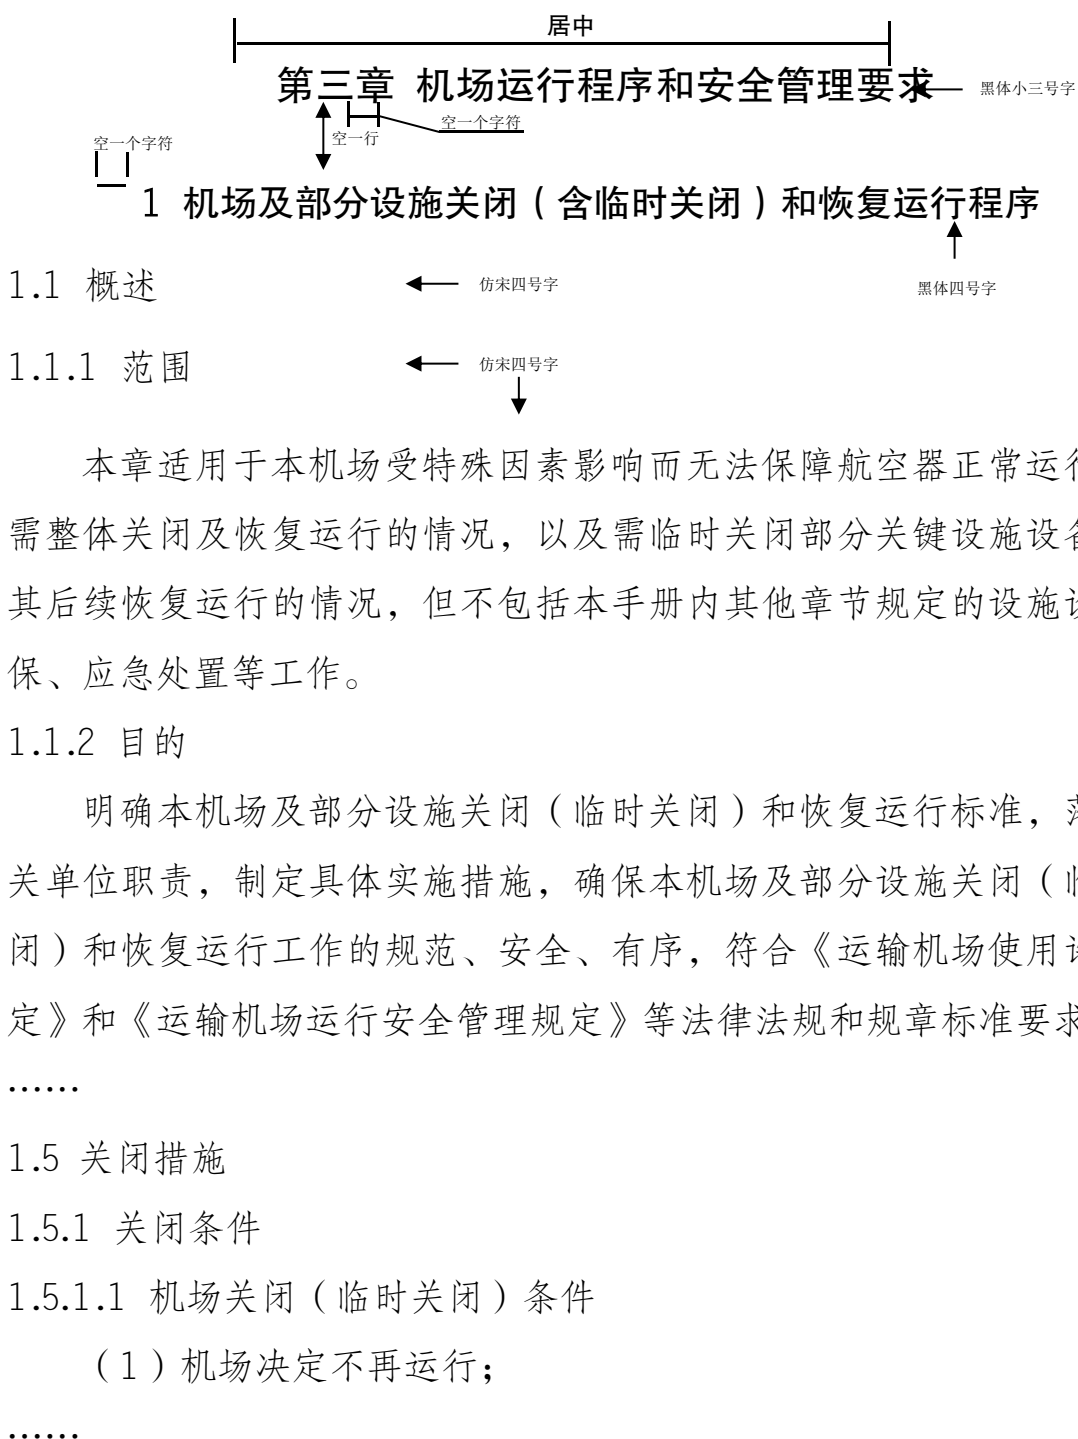 居中
第三章 机场运行程序和安全管理要求
黑体小三号字
空一个字符
空一行
空一个字符
1 机场及部分设施关闭（含临时关闭）和恢复运行程序
1.1 概述
仿宋四号字
黑体四号字
1.1.1 范围
仿宋四号字
本章适用于本机场受特殊因素影响而无法保障航空器正常运行
需整体关闭及恢复运行的情况，以及需临时关闭部分关键设施设备
其后续恢复运行的情况，但不包括本手册内其他章节规定的设施设
保、应急处置等工作。
1.1.2 目的
明确本机场及部分设施关闭（临时关闭）和恢复运行标准，
关单位职责，制定具体实施措施，确保本机场及部分设施关闭（临
闭）和恢复运行工作的规范、安全、有序，符合《运输机场使用许
定》和《运输机场运行安全管理规定》等法律法规和规章标准要求
……
1.5 关闭措施
1.5.1 关闭条件
1.5.1.1 机场关闭（临时关闭）条件
（1）机场决定不再运行；
……